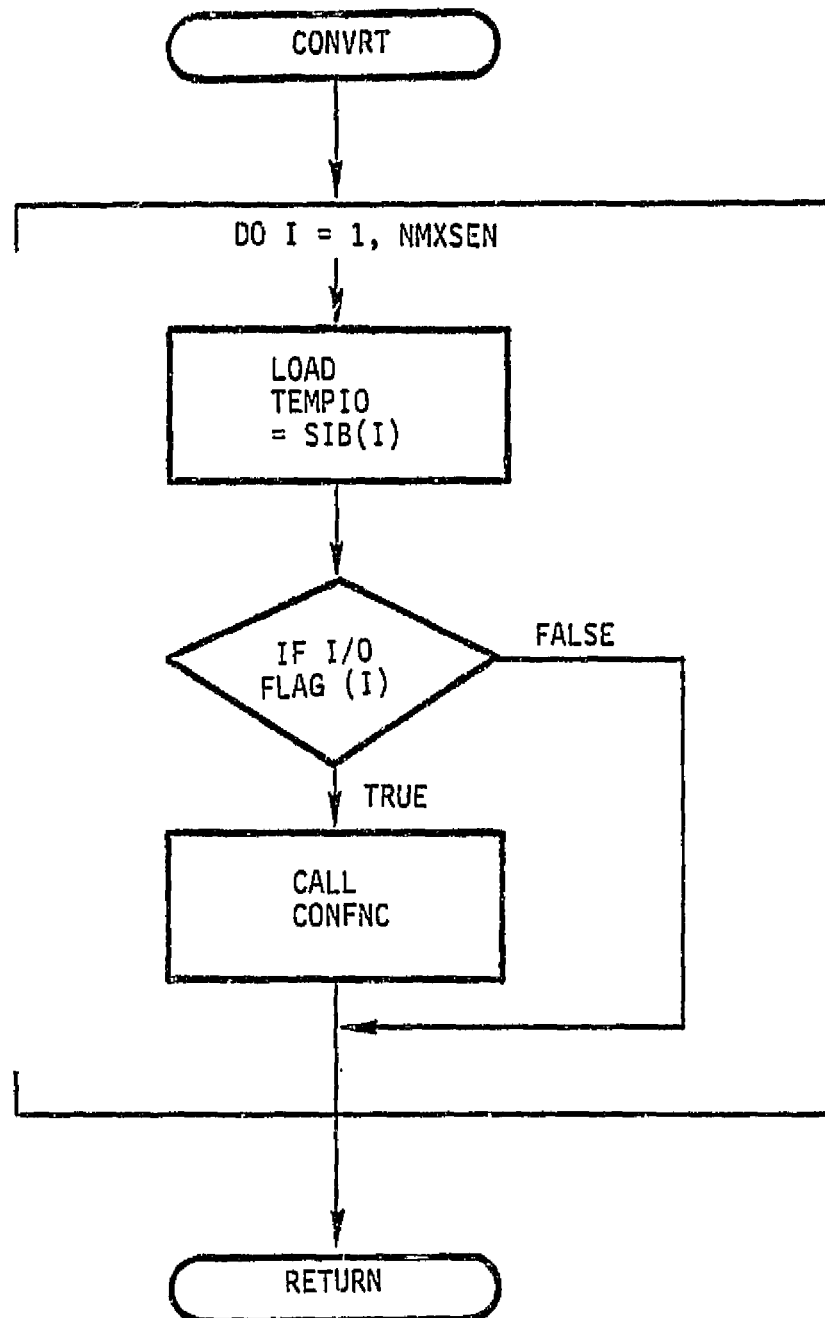 CONVRT
DO I = 1, NMXSEN
LOAD
TEMPIO
= SIB(I)
IF I/O
FLAG (I)
FALSE
TRUE
CALL
CONFNC
RETURN